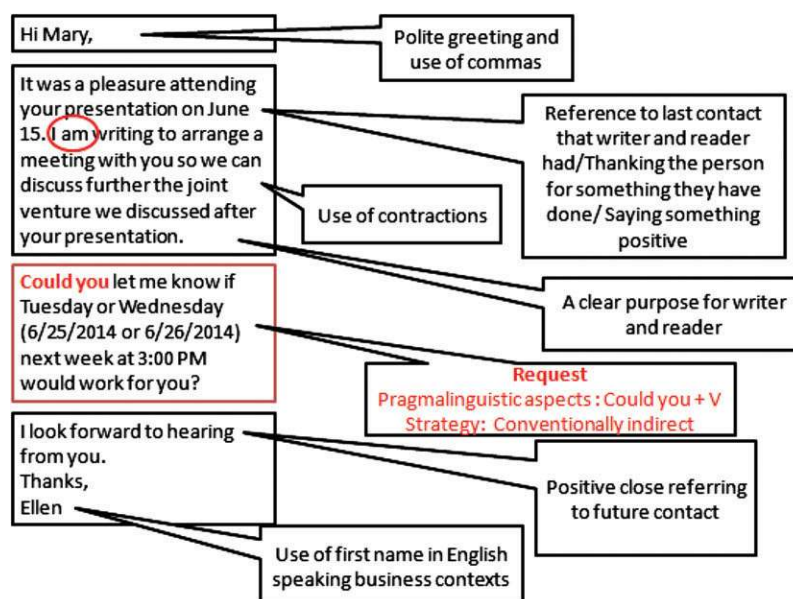 Hi Mary,
Polite greeting and
use of commas
It was a pleasure attending
your presentation on June
15. I am writing to arrange a
meeting with you so we can
discuss further the joint
venture we discussed after
your presentation.
Reference to last contact
that writer and reader
had/Thanking the person
for something they have
done/ Saying something
positive
Use of contractions
A clear purpose for writer
and reader
Could you let me know if
Tuesday or Wednesday
(6/25/2014 or 6/26/2014)
next week at 3:00 PM
would work for you?
Request
Pragmalinguistic aspects : Could you + V
Strategy: Conventionally indirect
I look forward to hearing
from you.
Thanks,
Ellen
Positive close referring
to future contact
Use of first name in English
speaking business contexts